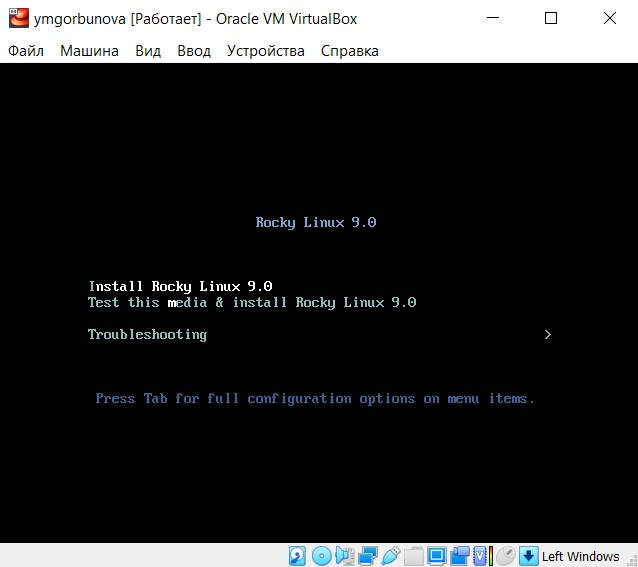 ymgorbunova [Работает] - Oracle VM VirtualBox
Файл Машина Вид Ввод Устройства Справка
Rocky Linux 9.0
Install Rocky Linux 9.0
Test this media & install Rocky Linux 9.0
Troubleshooting >
Press Tab for full configuration options on menu items.
Left Windows